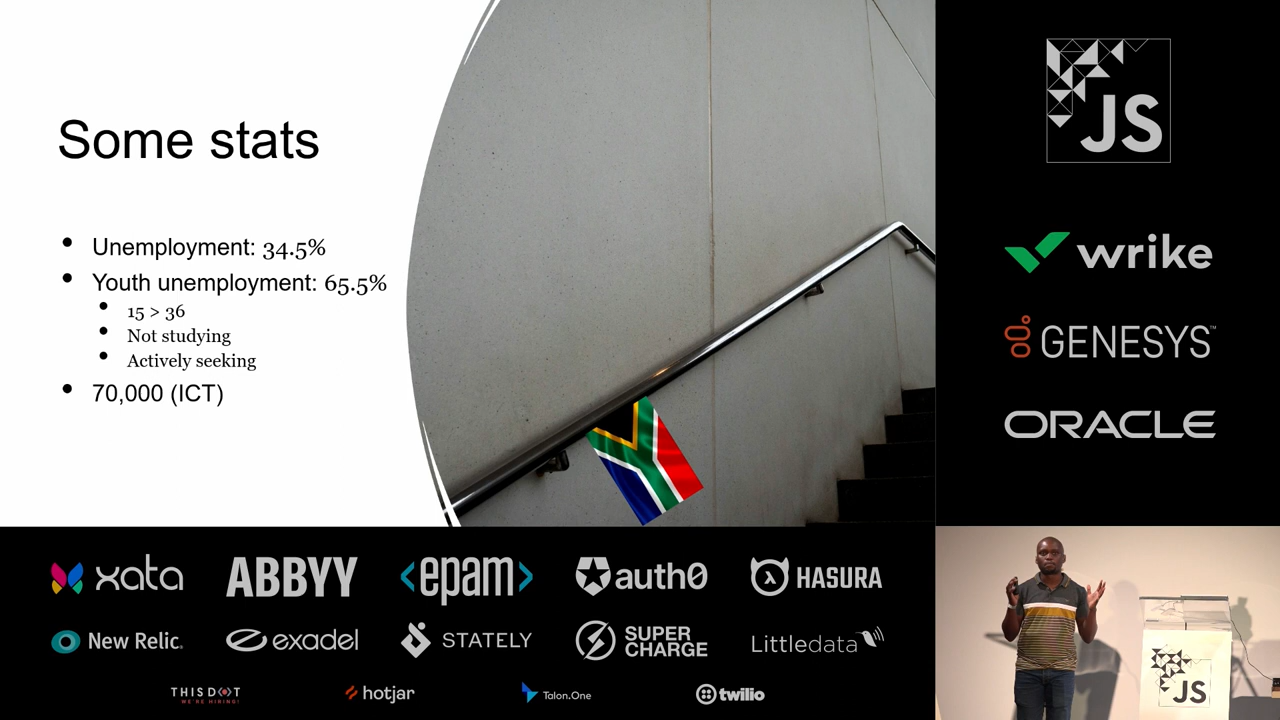 Some stats
• Unemployment: 34.5%
• Youth unemployment: 65.5%
• 15 > 36
• Not studying
• Actively seeking
• 70,000 (ICT)
JS
wrike
GENESYS™
ORACLE
xata
ABBYY
<epam>
auth0
HASURA
New Relic.
exadel
STATELY
SUPER
CHARGE
Littledata
THIS DOT
WE'RE HIRING!
hotjar
Talon.One
twilio
JS